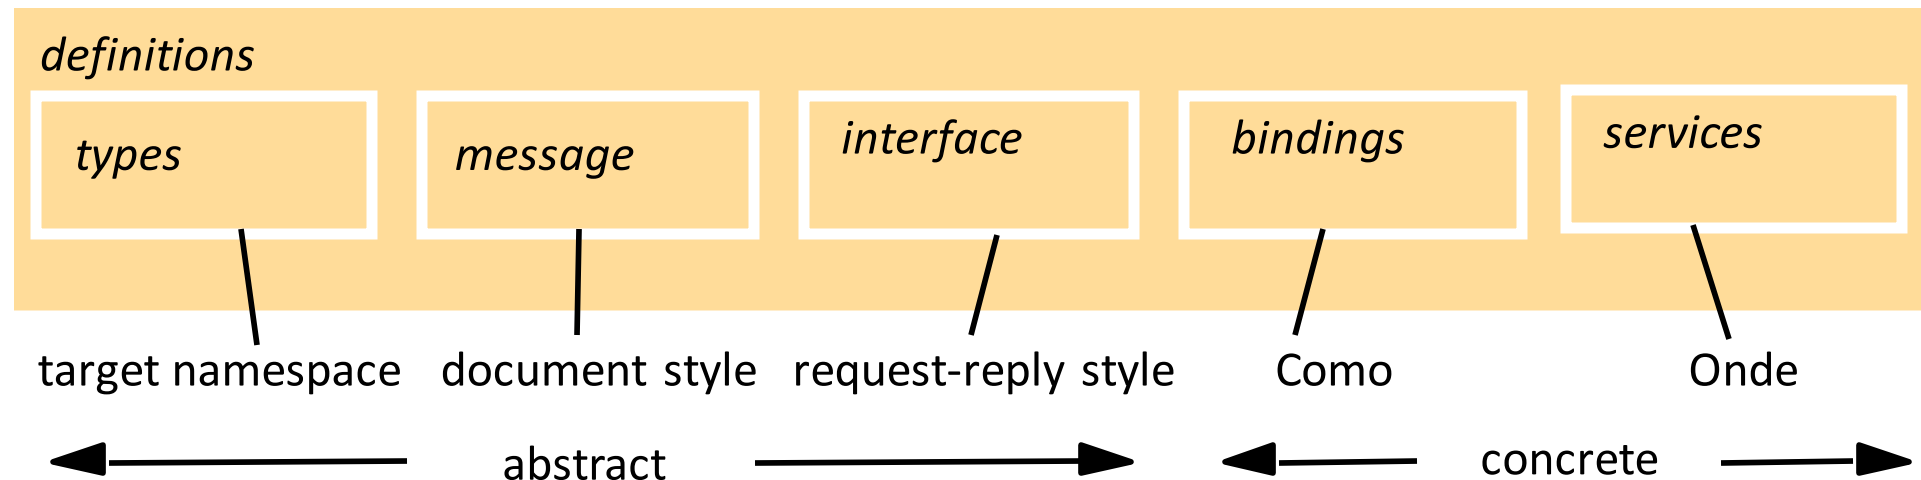 definitions
types message interface bindings services
target namespace document style request-reply style Como Onde
abstract concrete